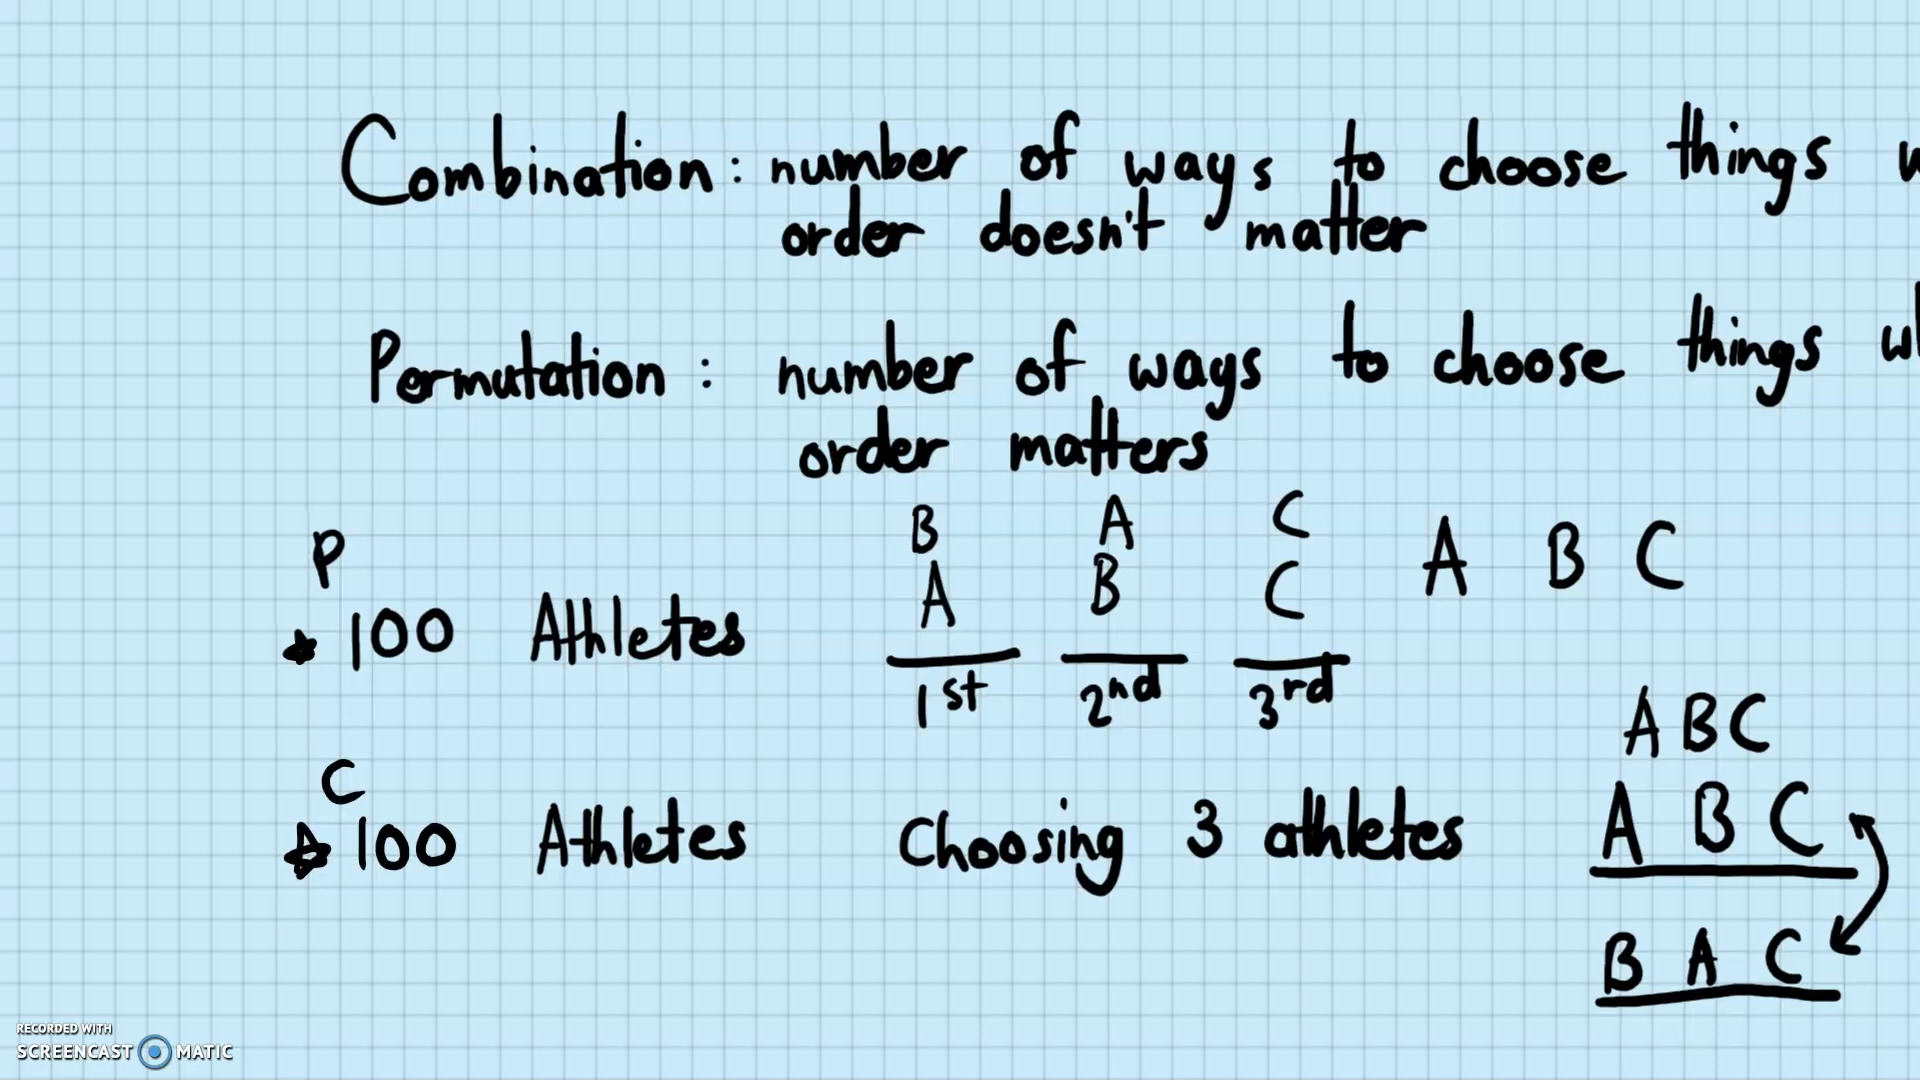 Combination: number of ways to choose things
order doesn't matter
Permutation: number of ways to choose things
order matters
P
B A C
A B C
A B C
100 Athletes
1st 2nd 3rd
A B C
C
100 Athletes Choosing 3 athletes
A B C
B A C
RECORDED WITH
SCREENCAST MATIC